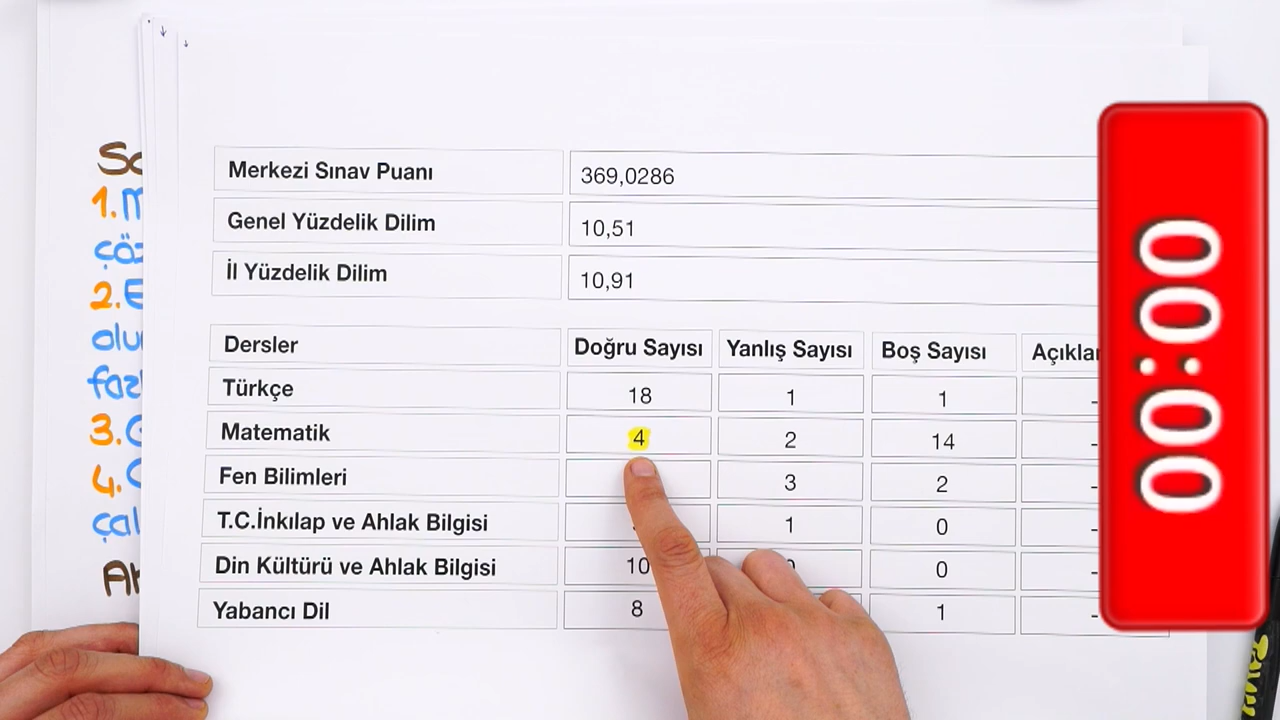 Merkezi Sınav Puanı 369,0286
Genel Yüzdelik Dilim 10,51
İl Yüzdelik Dilim 10,91
Dersler Doğru Sayısı Yanlış Sayısı Boş Sayısı
Türkçe 18 1 1 -
Matematik 4 2 14 -
Fen Bilimleri 3 2 -
T.C.İnkılap ve Ahlak Bilgisi 1 0 -
Din Kültürü ve Ahlak Bilgisi 10 0 -
Yabancı Dil 8 1 -
1.
2.
3.
4.
00:00